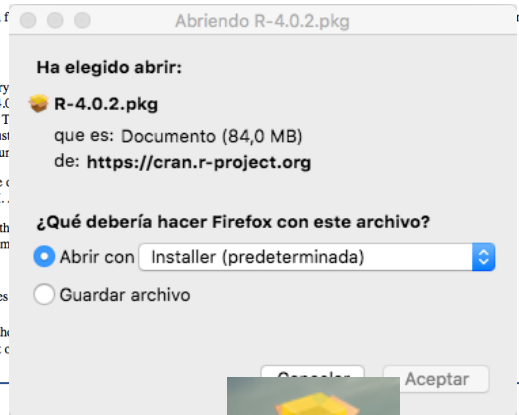 Abriendo R-4.0.2.pkg
Ha elegido abrir:
R-4.0.2.pkg
que es: Documento (84,0 MB)
de: https://cran.r-project.org
¿Qué debería hacer Firefox con este archivo?
Abrir con Installer (predeterminada)
Guardar archivo
Cancelar Aceptar